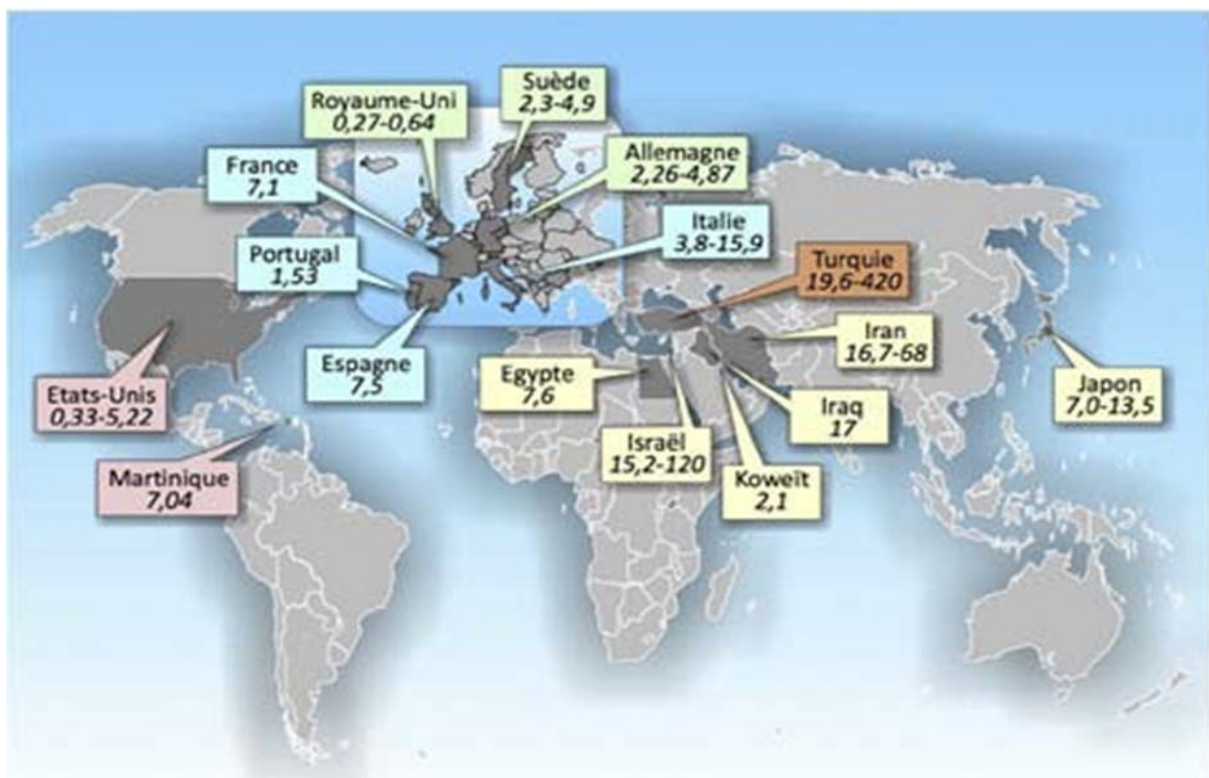 Suède
2,3-4,9
Royaume-Uni
0,27-0,64
Allemagne
2,26-4,87
France
7,1
Italie
3,8-15,9
Portugal
1,53
Turquie
19,6-420
Iran
16,7-68
Espagne
7,5
Egypte
7,6
Etats-Unis
0,33-5,22
Japon
7,0-13,5
Iraq
17
Israël
15,2-120
Koweït
2,1
Martinique
7,04